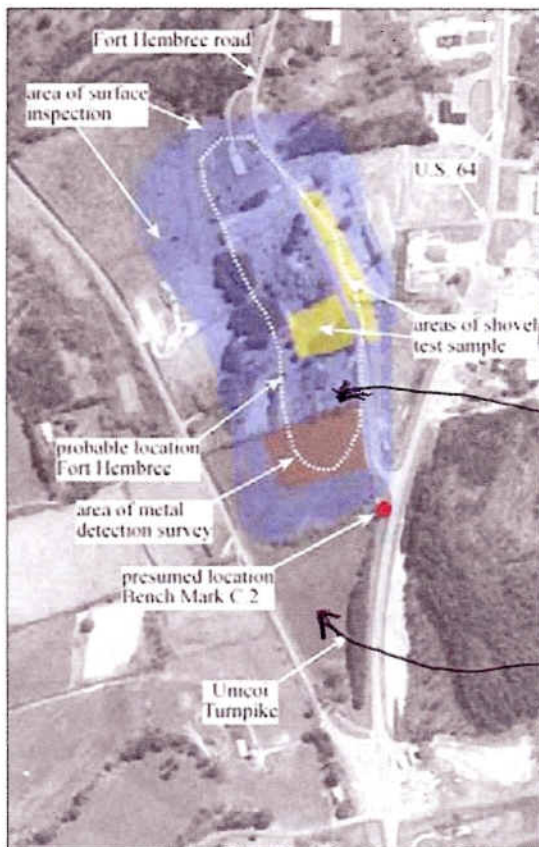 Fort Hembree road
area of surface
inspection
U.S. 64
areas of shovel
test sample
probable location
Fort Hembree
area of metal
detection survey
presumed location
Bench Mark C 2
Unicoi
Turnpike